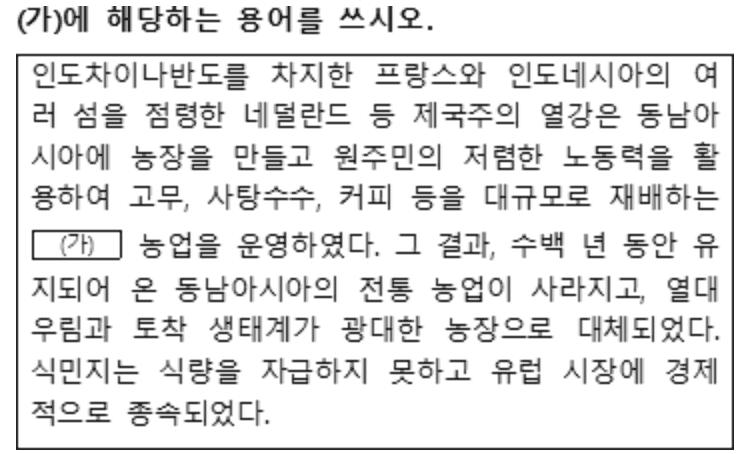 (가)에 해당하는 용어를 쓰시오.
인도차이나반도를 차지한 프랑스와 인도네시아의 여
러 섬을 점령한 네덜란드 등 제국주의 열강은 동남아
시아에 농장을 만들고 원주민의 저렴한 노동력을 활
용하여 고무, 사탕수수, 커피 등을 대규모로 재배하는
(가) 농업을 운영하였다. 그 결과, 수백 년 동안 유
지되어 온 동남아시아의 전통 농업이 사라지고, 열대
우림과 토착 생태계가 광대한 농장으로 대체되었다.
식민지는 식량을 자급하지 못하고 유럽 시장에 경제
적으로 종속되었다.